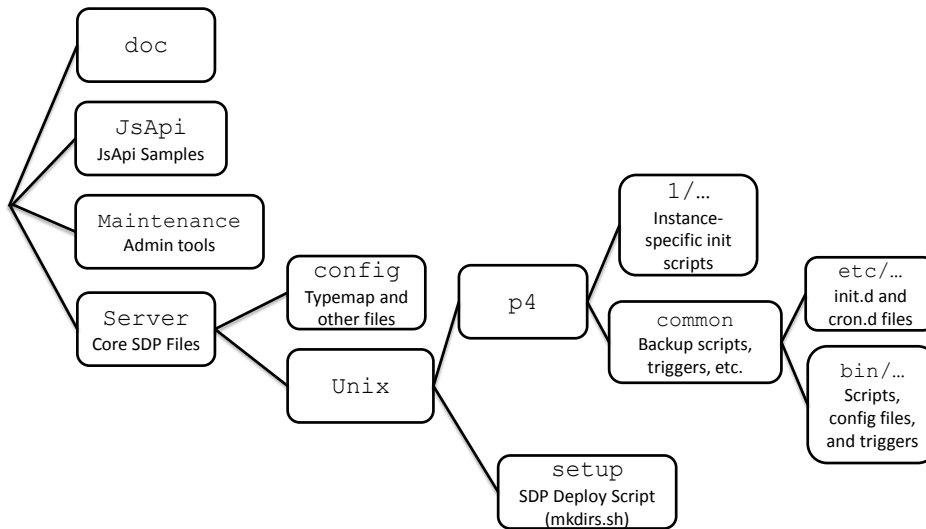 doc
JsApi
JsApi Samples
Maintenance
Admin tools
Server
Core SDP Files
config
Typemap and
other files
Unix
p4
setup
SDP Deploy Script
(mkdirs.sh)
1/…
Instance-
specific init
scripts
common
Backup scripts,
triggers, etc.
etc/…
init.d and
cron.d files
bin/…
Scripts,
config files,
and triggers